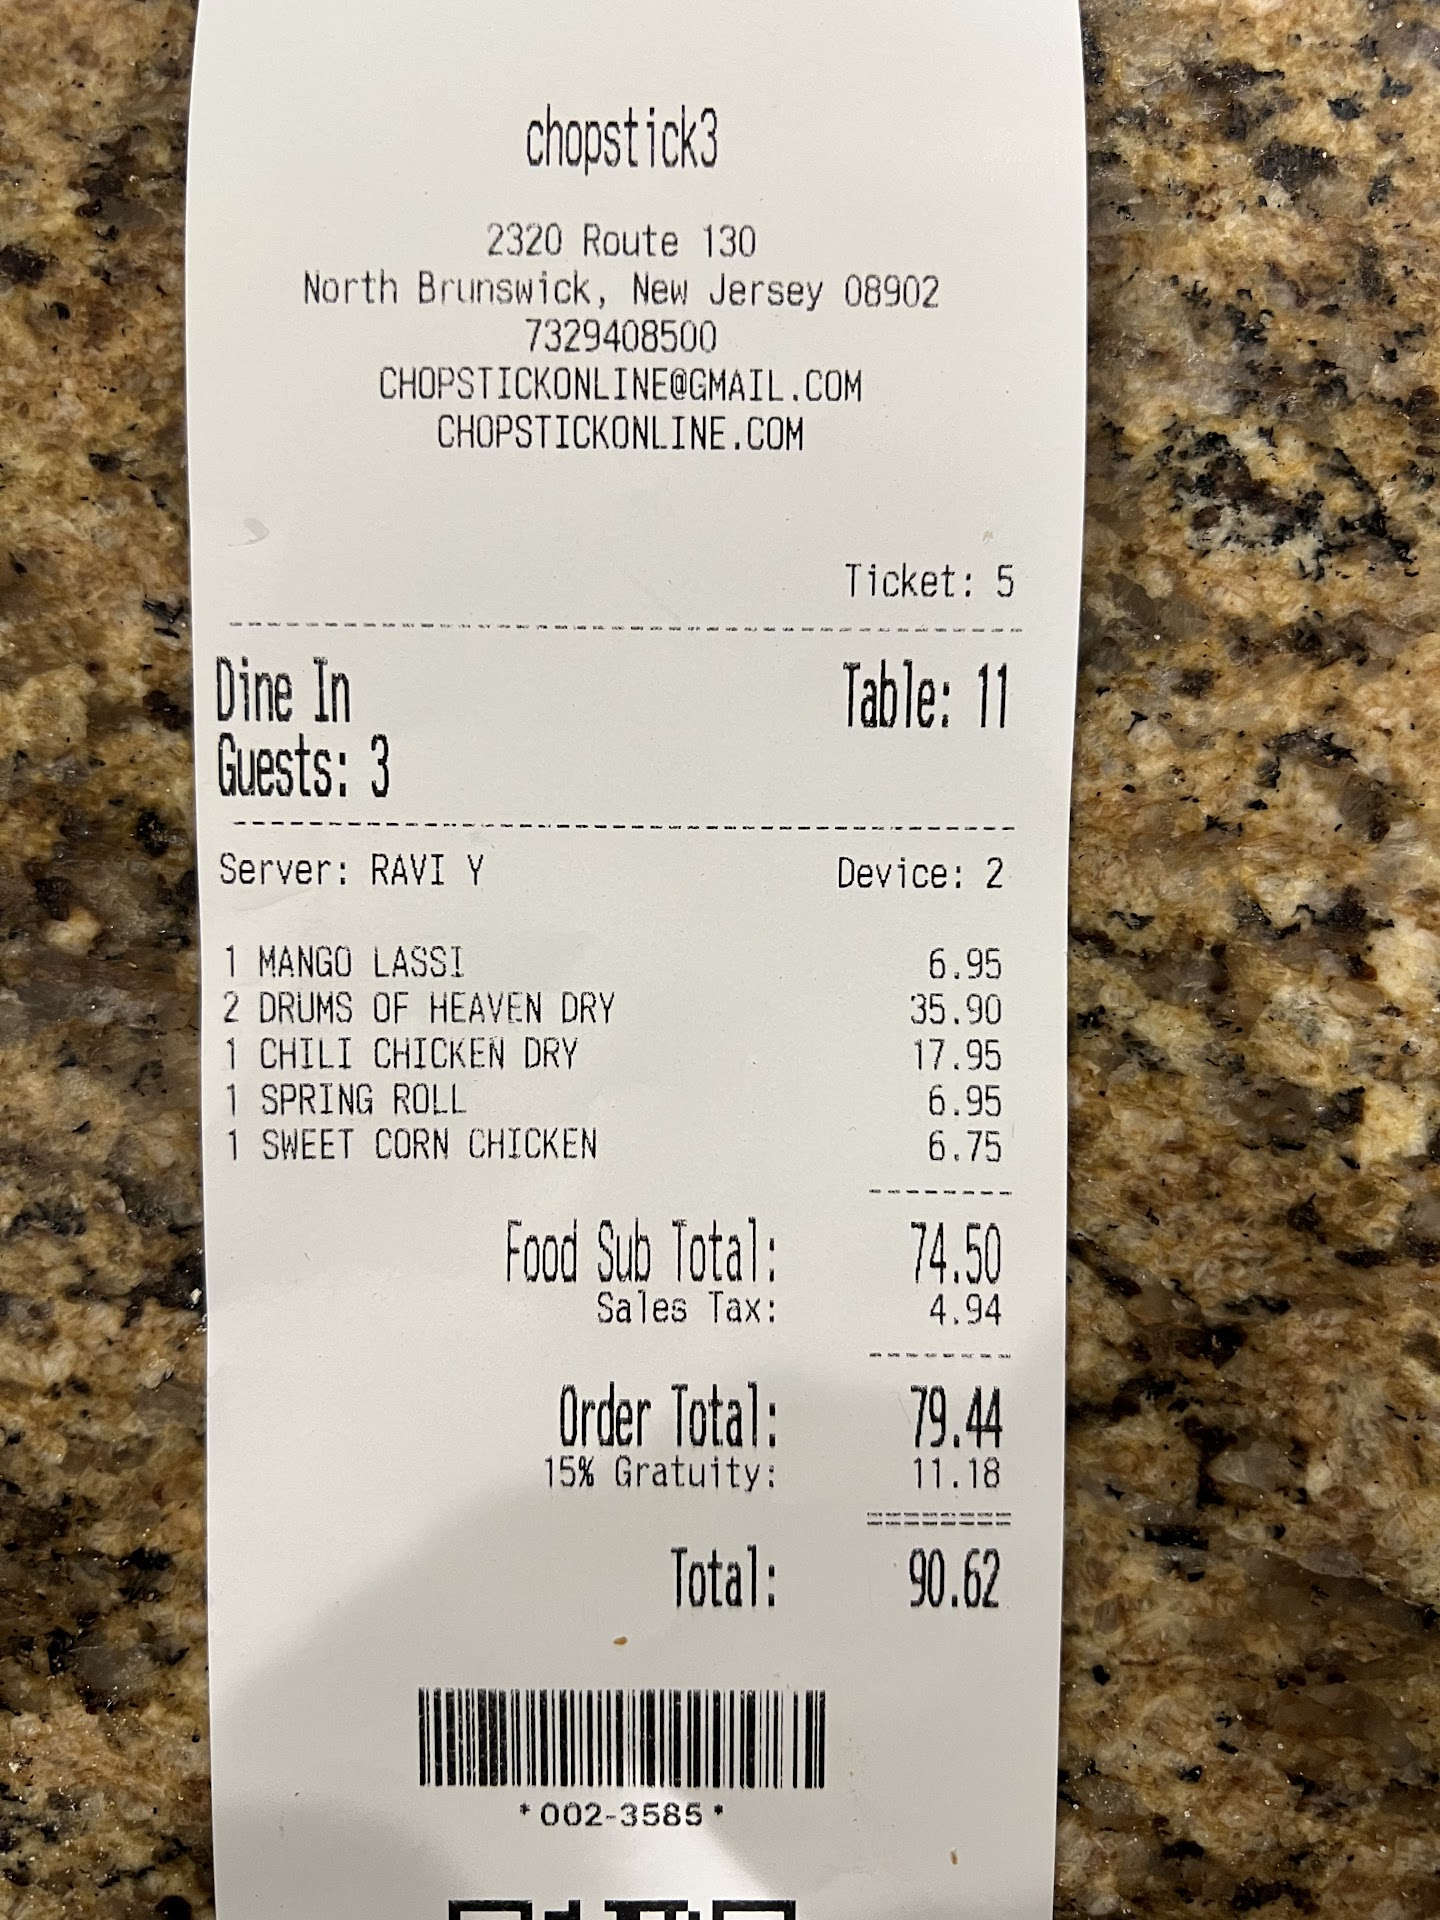 chopstick3
2320 Route 130
North Brunswick, New Jersey 08902
7329408500
CHOPSTICKONLINE@GMAIL.COM
CHOPSTICKONLINE.COM
Ticket: 5
Dine In Table: 11
Guests: 3
Server: RAVI Y Device: 2
1 MANGO LASSI 6.95
2 DRUMS OF HEAVEN DRY 35.90
1 CHILI CHICKEN DRY 17.95
1 SPRING ROLL 6.95
1 SWEET CORN CHICKEN 6.75
Food Sub Total: 74.50
Sales Tax: 4.94
Order Total: 79.44
15% Gratuity: 11.18
Total: 90.62
*002-3585*